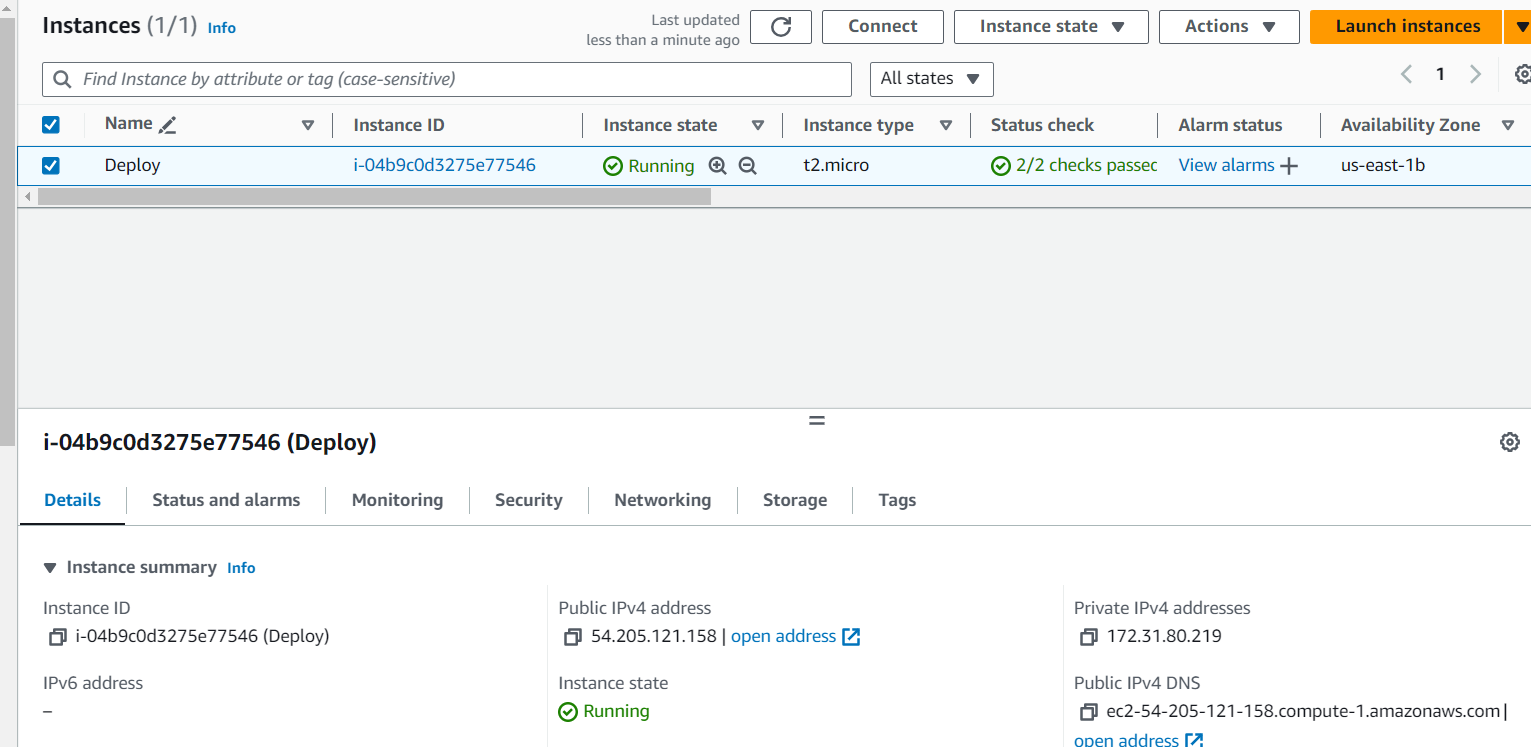 Instances (1/1) Info
Last updated
less than a minute ago
Connect
Instance state
Actions
Launch instances
Find Instance by attribute or tag (case-sensitive)
All states
1
Name Instance ID Instance state Instance type Status check Alarm status Availability Zone
Deploy i-04b9c0d3275e77546 Running t2.micro 2/2 checks passec View alarms + us-east-1b
i-04b9c0d3275e77546 (Deploy)
Details Status and alarms Monitoring Security Networking Storage Tags
Instance summary Info
Instance ID
i-04b9c0d3275e77546 (Deploy)
Public IPv4 address
54.205.121.158 | open address
Private IPv4 addresses
172.31.80.219
IPv6 address
–
Instance state
Running
Public IPv4 DNS
ec2-54-205-121-158.compute-1.amazonaws.com |
open address